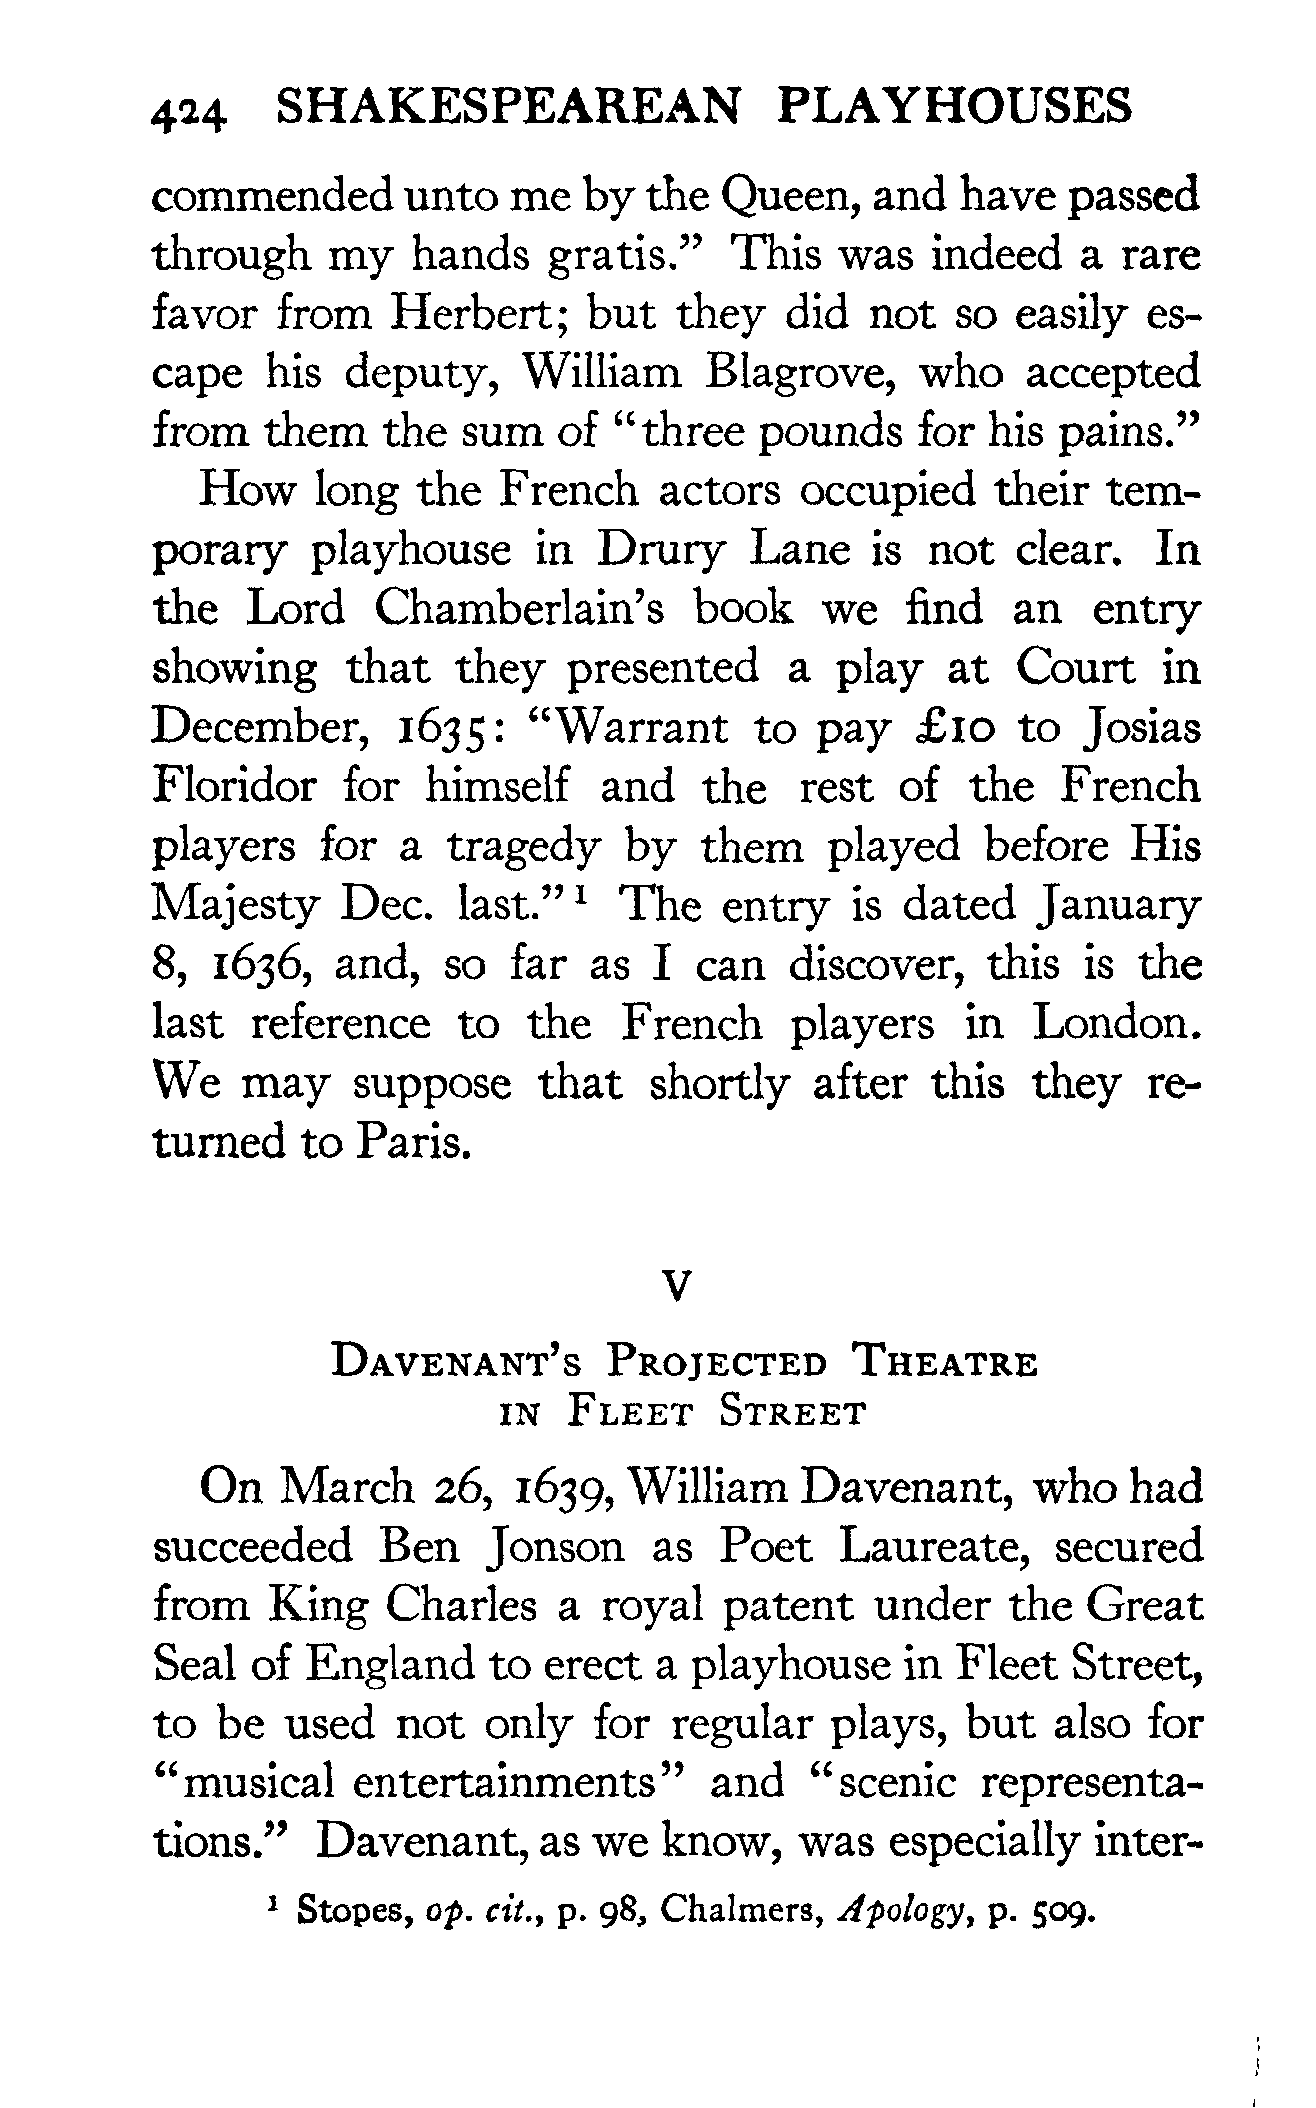 424 SHAKESPEAREAN PLAYHOUSES
commended unto me by the Queen, and have passed
through my hands gratis.” This was indeed a rare
favor from Herbert; but they did not so easily es-
cape his deputy, William Blagrove, who accepted
from them the sum of “three pounds for his pains.”
How long the French actors occupied their tem-
porary playhouse in Drury Lane is not clear. In
the Lord Chamberlain’s book we find an entry
showing that they presented a play at Court in
December, 1635: “Warrant to pay £10 to Josias
Floridor for himself and the rest of the French
players for a tragedy by them played before His
Majesty Dec. last.” ¹ The entry is dated January
8, 1636, and, so far as I can discover, this is the
last reference to the French players in London.
We may suppose that shortly after this they re-
turned to Paris.
V
DAVENANT’S PROJECTED THEATRE
IN FLEET STREET
On March 26, 1639, William Davenant, who had
succeeded Ben Jonson as Poet Laureate, secured
from King Charles a royal patent under the Great
Seal of England to erect a playhouse in Fleet Street,
to be used not only for regular plays, but also for
“musical entertainments” and “scenic representa-
tions.” Davenant, as we know, was especially inter-
¹ Stopes, op. cit., p. 98, Chalmers, Apology, p. 509.